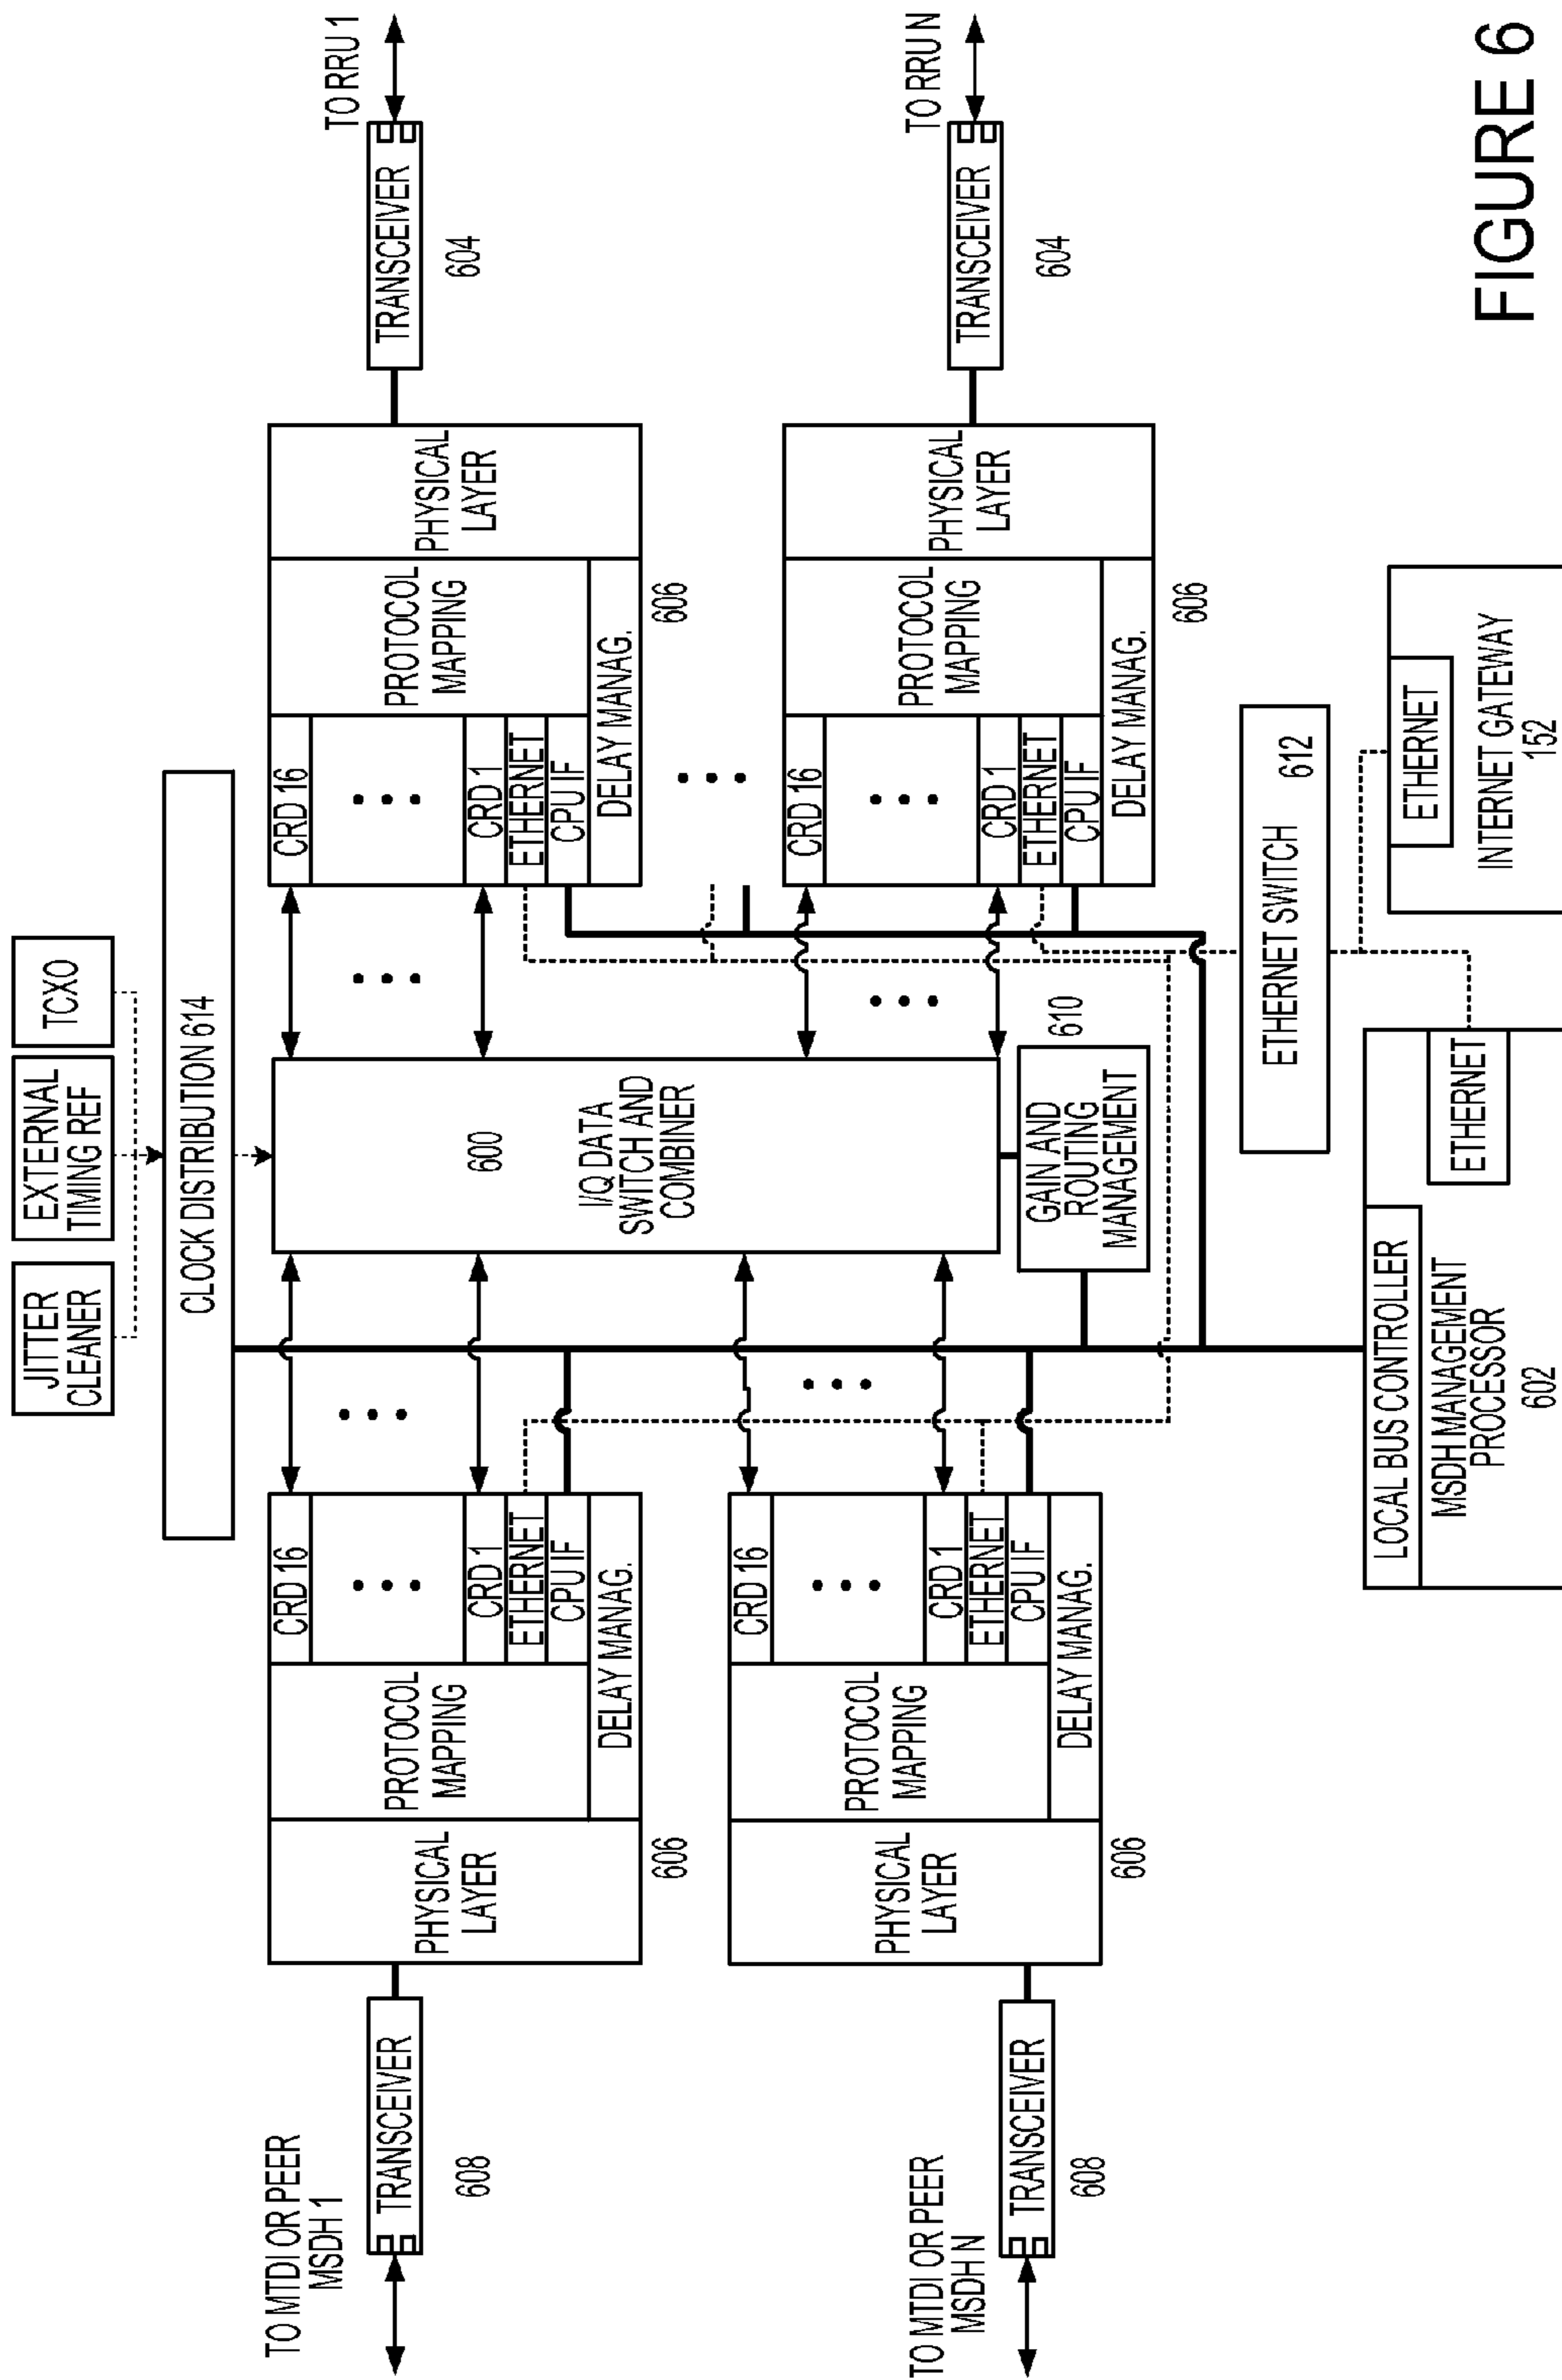 JITTER
CLEANER
EXTERNAL
TIMING REF
TCXO
CLOCK DISTRIBUTION 614
TO MTDI OR PEER
MSDH 1
TRANSCEIVER
608
PHYSICAL
LAYER
PROTOCOL
MAPPING
CRD 16
CRD 1
ETHERNET
CPU IF
DELAY MANAG.
606
600
I/Q DATA
SWITCH AND
COMBINER
CRD 16
CRD 1
ETHERNET
CPU IF
DELAY MANAG.
PROTOCOL
MAPPING
PHYSICAL
LAYER
606
TRANSCEIVER
604
TO RRU 1
TO MTDI OR PEER
MSDH N
TRANSCEIVER
608
PHYSICAL
LAYER
PROTOCOL
MAPPING
CRD 16
CRD 1
ETHERNET
CPU IF
DELAY MANAG.
606
GAIN AND
ROUTING
MANAGEMENT
610
CRD 16
CRD 1
ETHERNET
CPU IF
DELAY MANAG.
PROTOCOL
MAPPING
PHYSICAL
LAYER
606
TRANSCEIVER
604
TO RRU N
ETHERNET SWITCH
612
LOCAL BUS CONTROLLER
ETHERNET
MSDH MANAGEMENT
PROCESSOR
602
ETHERNET
INTERNET GATEWAY
152
FIGURE 6